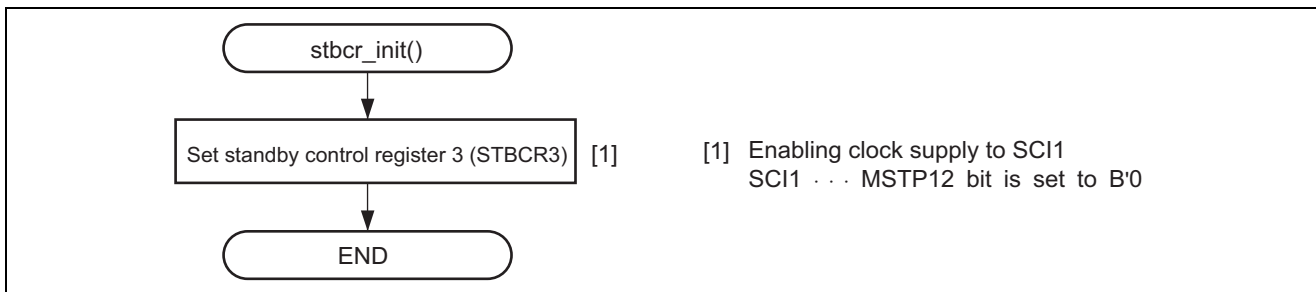 stbcr_init()
Set standby control register 3 (STBCR3) [1] [1] Enabling clock supply to SCI1
SCI1 · · · MSTP12 bit is set to B'0
END